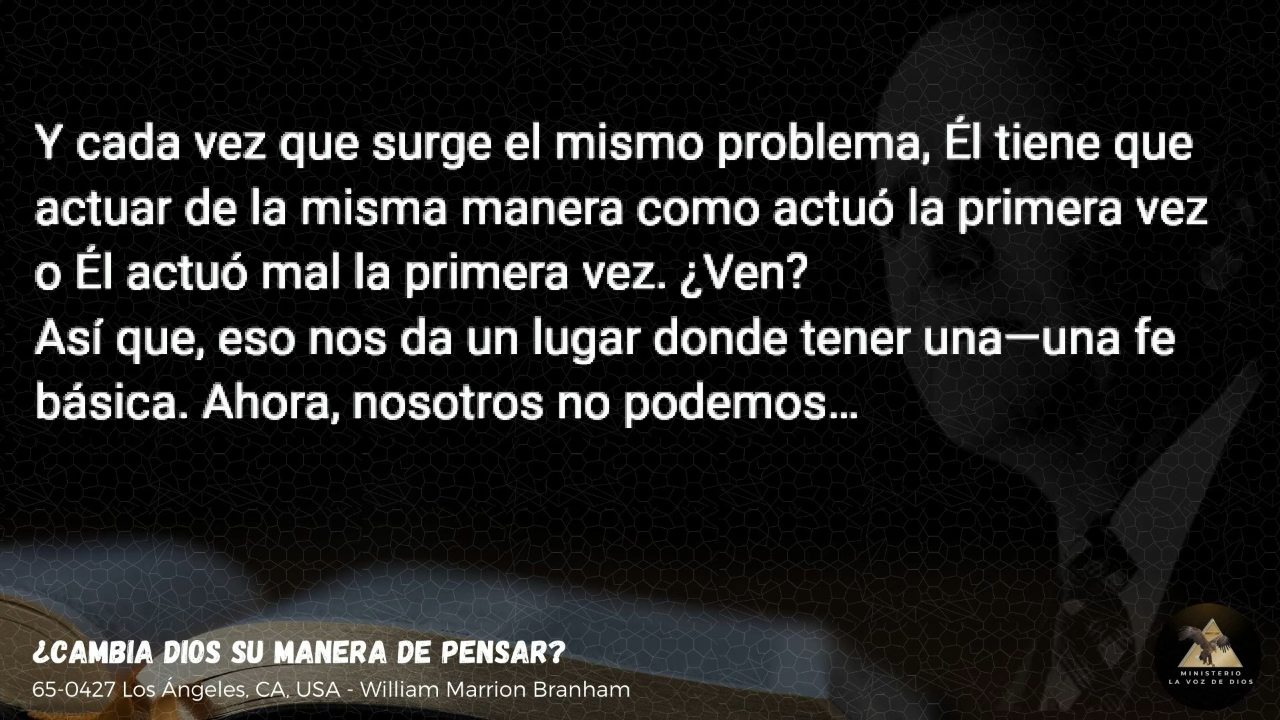 Y cada vez que surge el mismo problema, Él tiene que
actuar de la misma manera como actuó la primera vez
o Él actuó mal la primera vez. ¿Ven?
Así que, eso nos da un lugar donde tener una—una fe
básica. Ahora, nosotros no podemos...
¿CAMBIA DIOS SU MANERA DE PENSAR?
65-0427 Los Ángeles, CA, USA - William Marrion Branham
MINISTERIO
LA VOZ DE DIOS